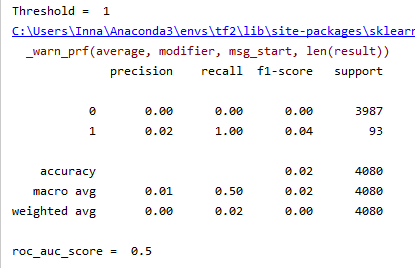 Threshold =  1
C:\Users\Inna\Anaconda3\envs\tf2\lib\site-packages\sklearn
_warn_prf(average, modifier, msg_start, len(result))
precision    recall  f1-score   support
0       0.00      0.00      0.00      3987
1       0.02      1.00      0.04        93
accuracy                           0.02      4080
macro avg       0.01      0.50      0.02      4080
weighted avg       0.00      0.02      0.00      4080
roc_auc_score =  0.5